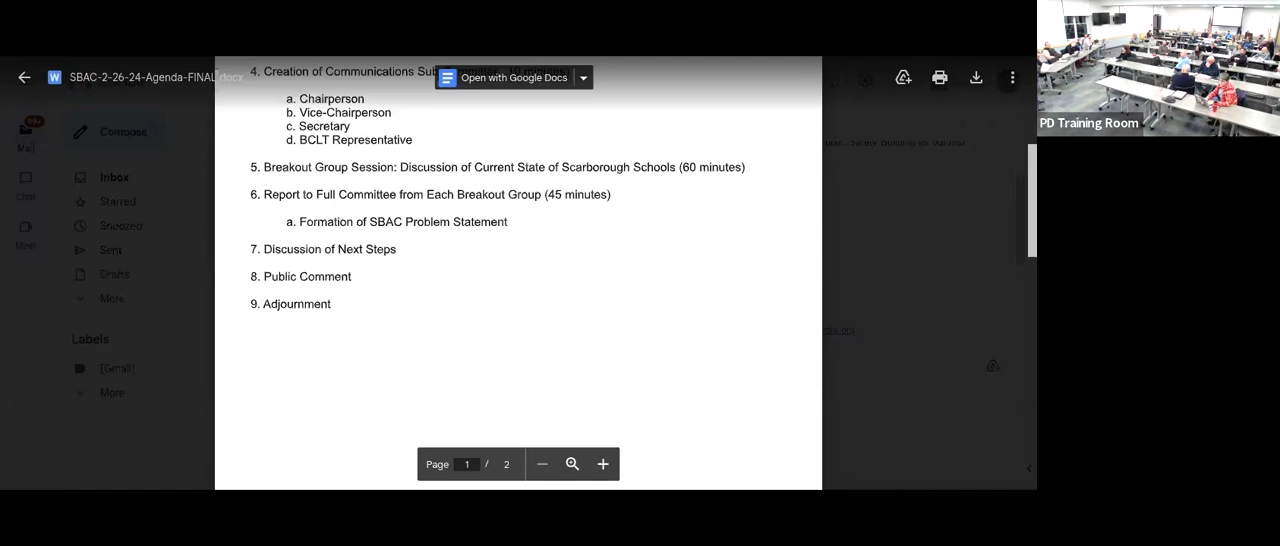 SBAC-2-26-24-Agenda-FINAL.docx
Open with Google Docs
4. Creation of Communications Sub
a. Chairperson
b. Vice-Chairperson
c. Secretary
d. BCLT Representative
5. Breakout Group Session: Discussion of Current State of Scarborough Schools (60 minutes)
6. Report to Full Committee from Each Breakout Group (45 minutes)
a. Formation of SBAC Problem Statement
7. Discussion of Next Steps
8. Public Comment
9. Adjournment
Page 1 / 2
99+
Mail
Chat
Meet
Compose
Inbox
Starred
Snoozed
Sent
Drafts
More
Labels
[Gmail]
More
PD Training Room